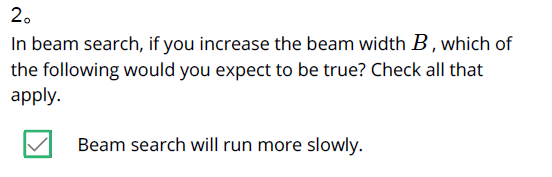 2。
In beam search, if you increase the beam width B, which of
the following would you expect to be true? Check all that
apply.
Beam search will run more slowly.